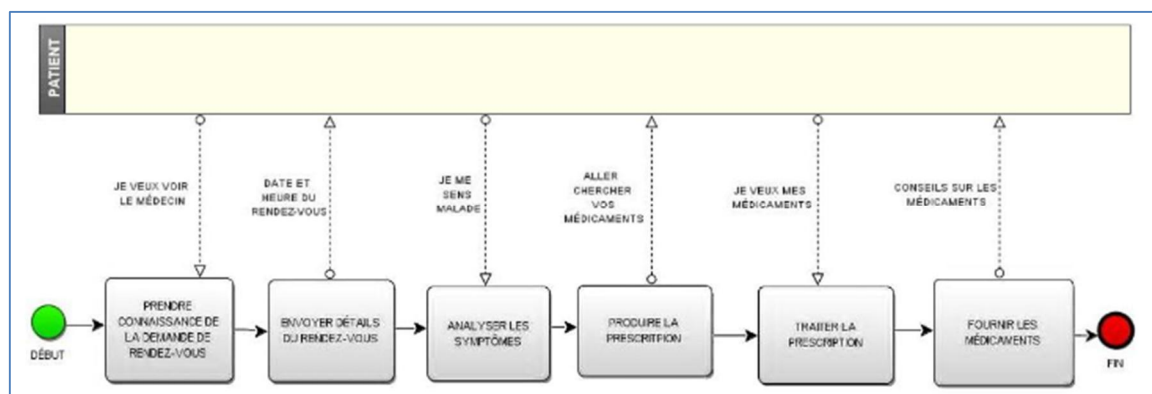 PATIENT
JE VEUX VOIR
LE MÉDECIN
DATE ET
HEURE DU
RENDEZ-VOUS
JE ME
SENS
MALADE
ALLER
CHERCHER
VOS
MÉDICAMENTS
JE VEUX MES
MÉDICAMENTS
CONSEILS SUR LES
MÉDICAMENTS
DÉBUT
PRENDRE
CONNAISSANCE DE
LA DEMANDE DE
RENDEZ-VOUS
ENVOYER DÉTAILS
DU RENDEZ-VOUS
ANALYSER LES
SYMPTÔMES
PRODUIRE LA
PRESCRITPION
TRAITER LA
PRESCRIPTION
FOURNIR LES
MÉDICAMENTS
FIN